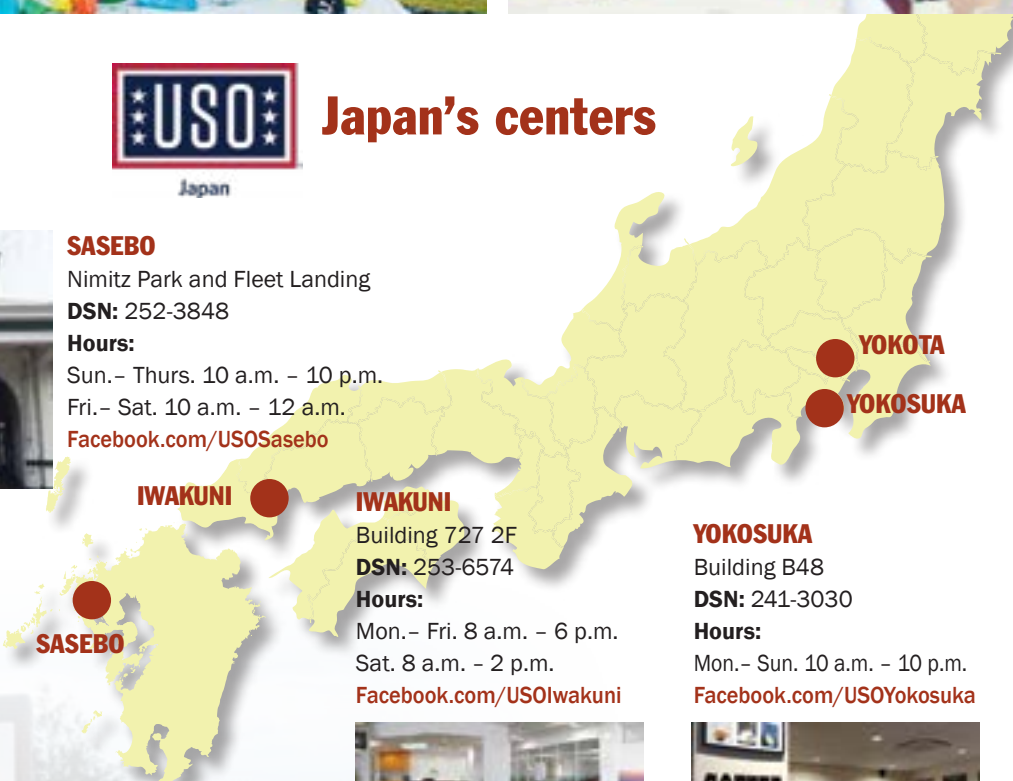 USO
Japan
Japan's centers
SASEBO
Nimitz Park and Fleet Landing
DSN: 252-3848
Hours:
Sun.– Thurs. 10 a.m. – 10 p.m.
Fri.– Sat. 10 a.m. – 12 a.m.
Facebook.com/USOSasebo
YOKOTA
YOKOSUKA
IWAKUNI
SASEBO
IWAKUNI
Building 727 2F
DSN: 253-6574
Hours:
Mon.– Fri. 8 a.m. – 6 p.m.
Sat. 8 a.m. – 2 p.m.
Facebook.com/USOIwakuni
YOKOSUKA
Building B48
DSN: 241-3030
Hours:
Mon.– Sun. 10 a.m. – 10 p.m.
Facebook.com/USOYokosuka